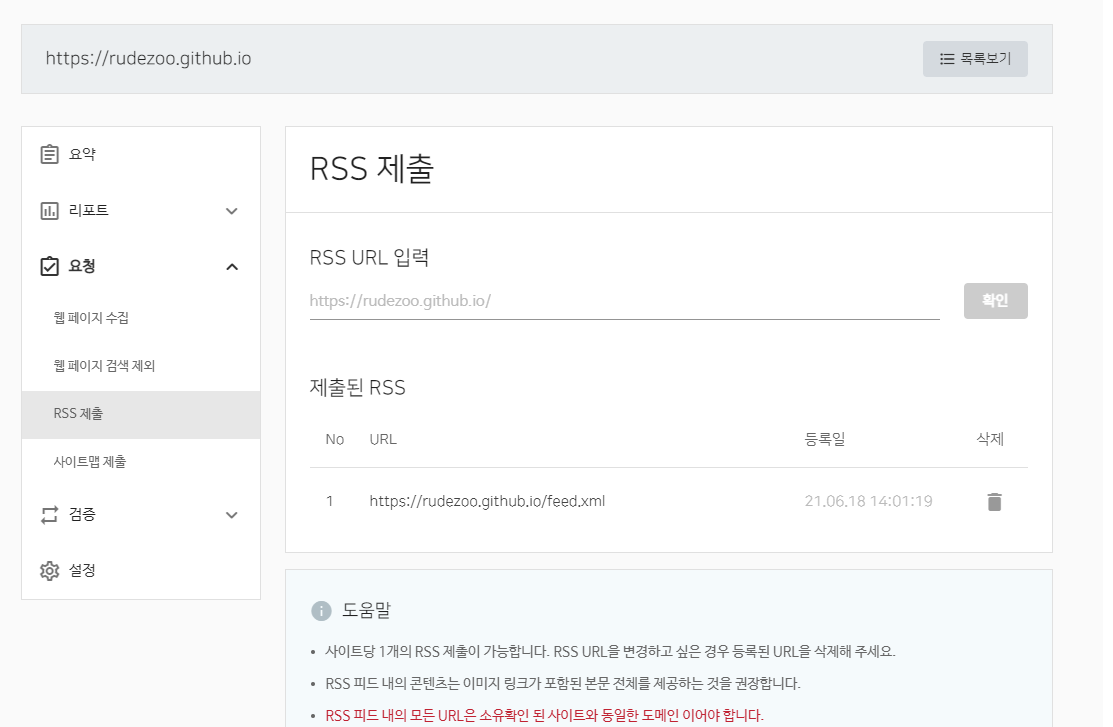 https://rudezoo.github.io
목록보기
요약
리포트
요청
웹 페이지 수집
웹 페이지 검색 제외
RSS 제출
사이트맵 제출
검증
설정
RSS 제출
RSS URL 입력
https://rudezoo.github.io/
확인
제출된 RSS
No URL 등록일 삭제
1 https://rudezoo.github.io/feed.xml 21.06.18 14:01:19
도움말
• 사이트당 1개의 RSS 제출이 가능합니다. RSS URL을 변경하고 싶은 경우 등록된 URL을 삭제해 주세요.
• RSS 피드 내의 콘텐츠는 이미지 링크가 포함된 본문 전체를 제공하는 것을 권장합니다.
• RSS 피드 내의 모든 URL은 소유확인 된 사이트와 동일한 도메인 이어야 합니다.